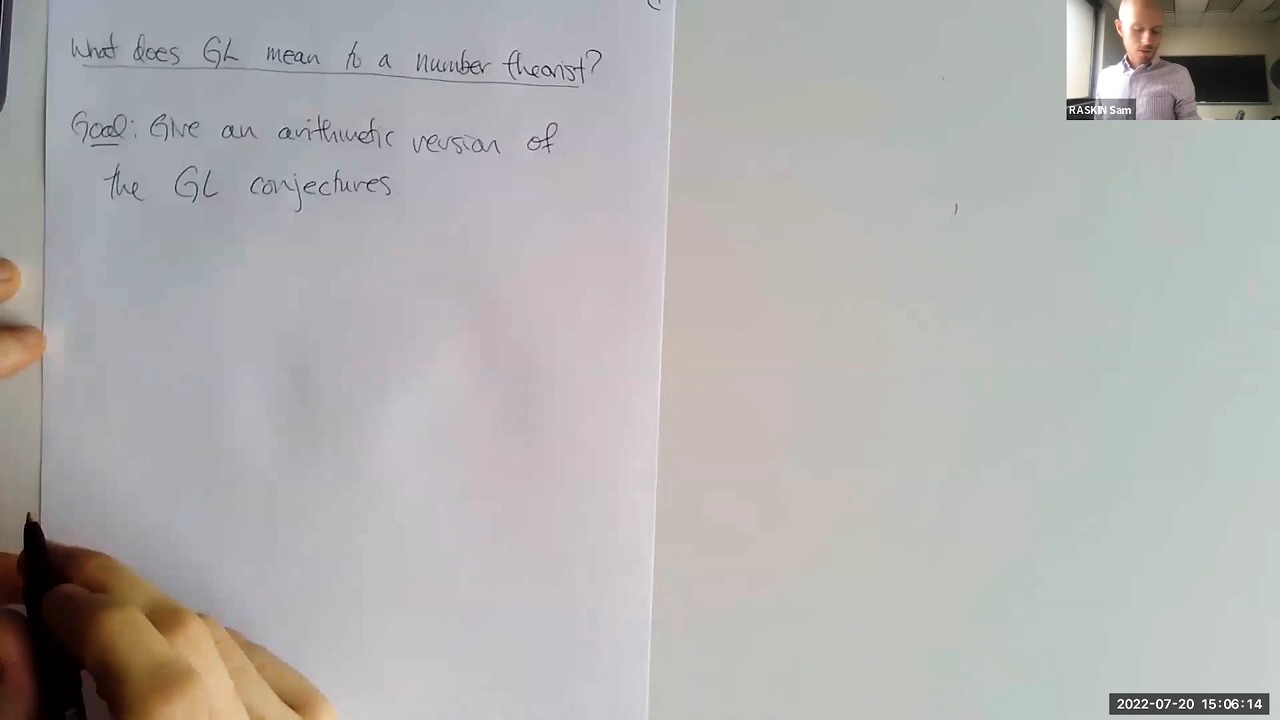 What does GL mean to a number theorist?
Goal: Give an arithmetic version of
the GL conjectures
RASKIN Sam
2022-07-20 15:06:14